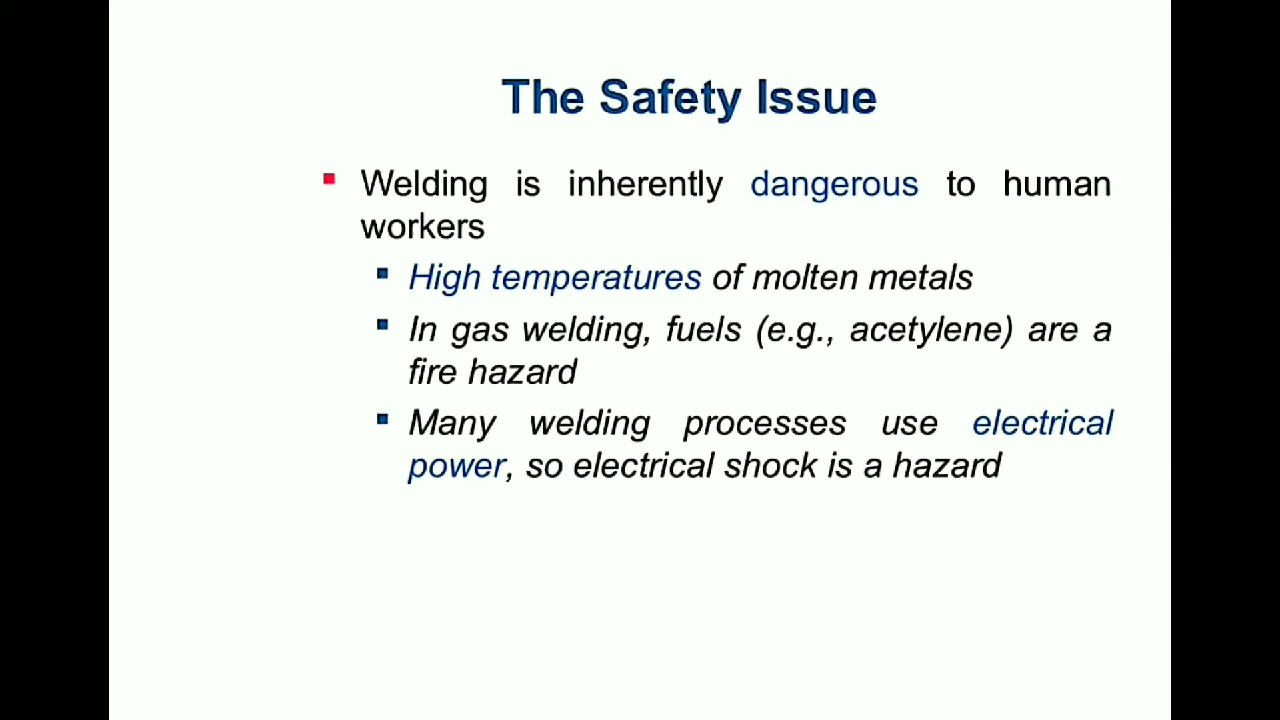 The Safety Issue
Welding is inherently dangerous to human
workers
High temperatures of molten metals
In gas welding, fuels (e.g., acetylene) are a
fire hazard
Many welding processes use electrical
power, so electrical shock is a hazard